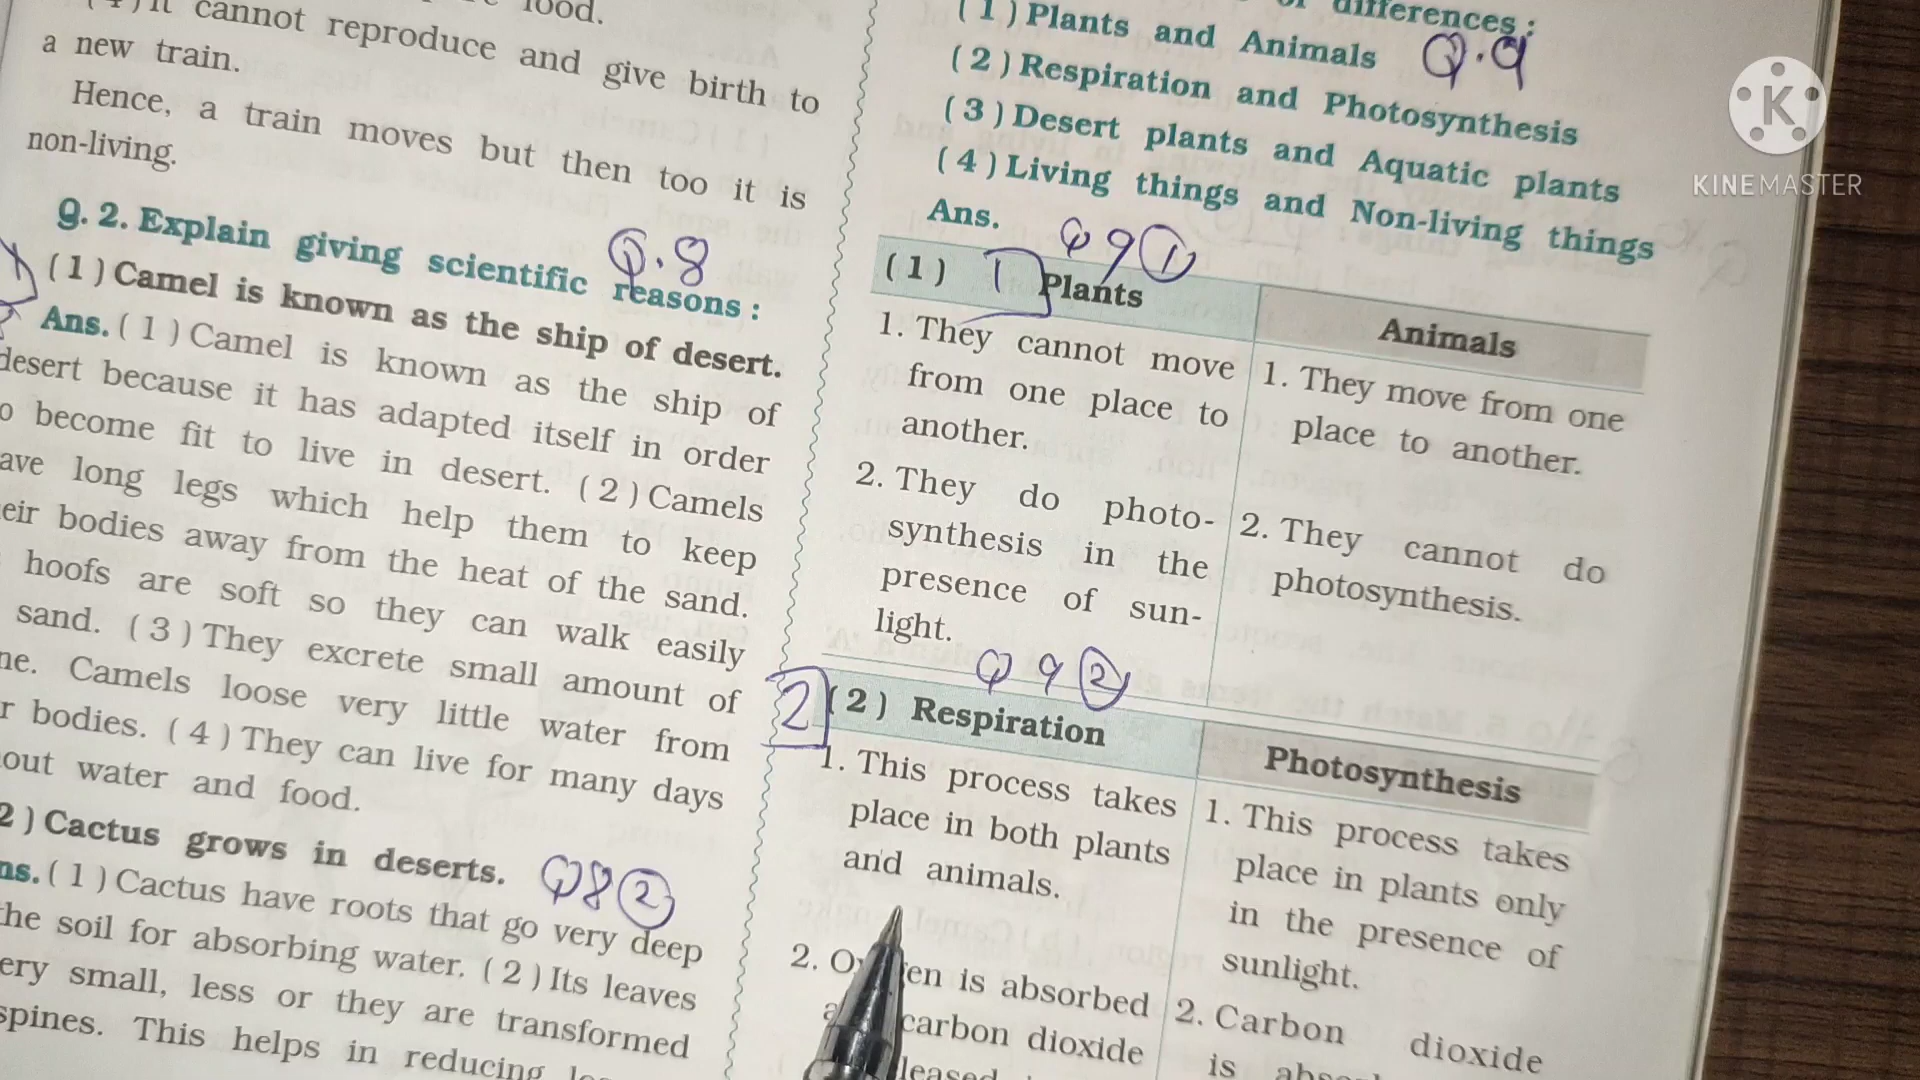 food.
it cannot reproduce and give birth to
a new train.
Hence, a train moves but then too it is
non-living.
Q. 2. Explain giving scientific reasons :
Q.8
(1) Camel is known as the ship of desert.
Ans. (1) Camel is known as the ship of
desert because it has adapted itself in order
become fit to live in desert. (2) Camels
long legs which help them to keep
bodies away from the heat of the sand.
hoofs are soft so they can walk easily
sand. (3) They excrete small amount of
Camels loose very little water from
bodies. (4) They can live for many days
water and food.
2) Cactus grows in deserts.
Q8 2
(1) Cactus have roots that go very deep
the soil for absorbing water. (2) Its leaves
small, less or they are transformed
spines. This helps in reducing
differences :
(1) Plants and Animals
Q.9
(2) Respiration and Photosynthesis
(3) Desert plants and Aquatic plants
(4) Living things and Non-living things
Ans.
Q 9 1
(1) 1 Plants
Animals
1. They cannot move
from one place to
another.
1. They move from one
place to another.
2. They do photo-
synthesis in the
presence of sun-
light.
2. They cannot do
photosynthesis.
Q 9 2
2 (2) Respiration
Photosynthesis
1. This process takes
place in both plants
and animals.
1. This process takes
place in plants only
in the presence of
sunlight.
2. is absorbed
carbon dioxide
2. Carbon dioxide
is
K
KINEMASTER